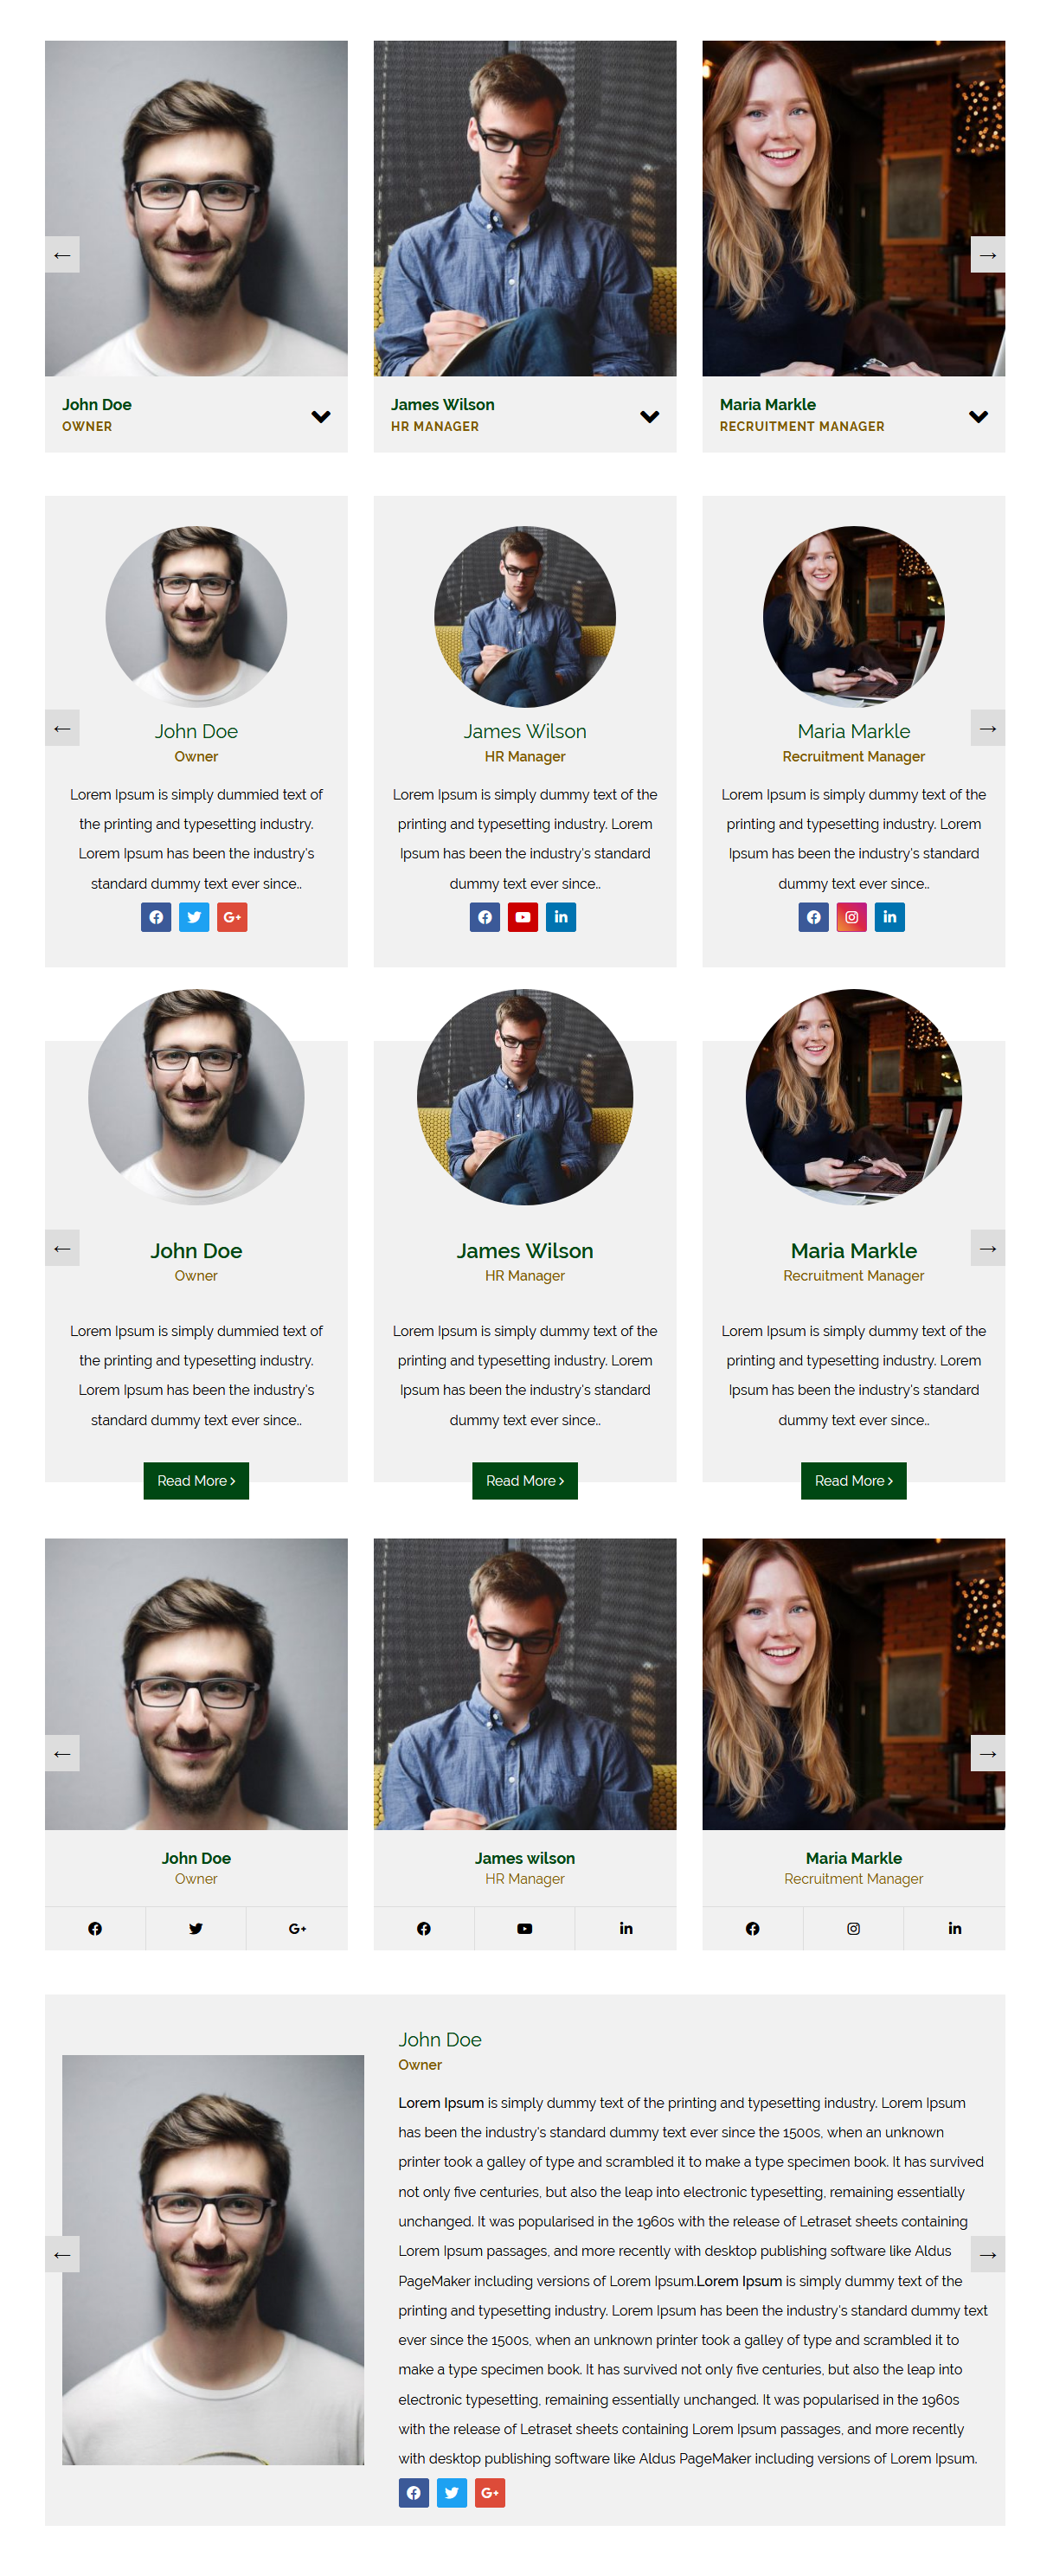 John Doe
OWNER
James Wilson
HR MANAGER
Maria Markle
RECRUITMENT MANAGER
John Doe
Owner
Lorem Ipsum is simply dummied text of
the printing and typesetting industry.
Lorem Ipsum has been the industry's
standard dummy text ever since..
James Wilson
HR Manager
Lorem Ipsum is simply dummy text of the
printing and typesetting industry. Lorem
Ipsum has been the industry's standard
dummy text ever since..
Maria Markle
Recruitment Manager
Lorem Ipsum is simply dummy text of the
printing and typesetting industry. Lorem
Ipsum has been the industry's standard
dummy text ever since..
John Doe
Owner
Lorem Ipsum is simply dummied text of
the printing and typesetting industry.
Lorem Ipsum has been the industry's
standard dummy text ever since..
Read More
James Wilson
HR Manager
Lorem Ipsum is simply dummy text of the
printing and typesetting industry. Lorem
Ipsum has been the industry's standard
dummy text ever since..
Read More
Maria Markle
Recruitment Manager
Lorem Ipsum is simply dummy text of the
printing and typesetting industry. Lorem
Ipsum has been the industry's standard
dummy text ever since..
Read More
John Doe
Owner
James wilson
HR Manager
Maria Markle
Recruitment Manager
John Doe
Owner
Lorem Ipsum is simply dummy text of the printing and typesetting industry. Lorem Ipsum
has been the industry's standard dummy text ever since the 1500s, when an unknown
printer took a galley of type and scrambled it to make a type specimen book. It has survived
not only five centuries, but also the leap into electronic typesetting, remaining essentially
unchanged. It was popularised in the 1960s with the release of Letraset sheets containing
Lorem Ipsum passages, and more recently with desktop publishing software like Aldus
PageMaker including versions of Lorem Ipsum.Lorem Ipsum is simply dummy text of the
printing and typesetting industry. Lorem Ipsum has been the industry's standard dummy text
ever since the 1500s, when an unknown printer took a galley of type and scrambled it to
make a type specimen book. It has survived not only five centuries, but also the leap into
electronic typesetting, remaining essentially unchanged. It was popularised in the 1960s
with the release of Letraset sheets containing Lorem Ipsum passages, and more recently
with desktop publishing software like Aldus PageMaker including versions of Lorem Ipsum.